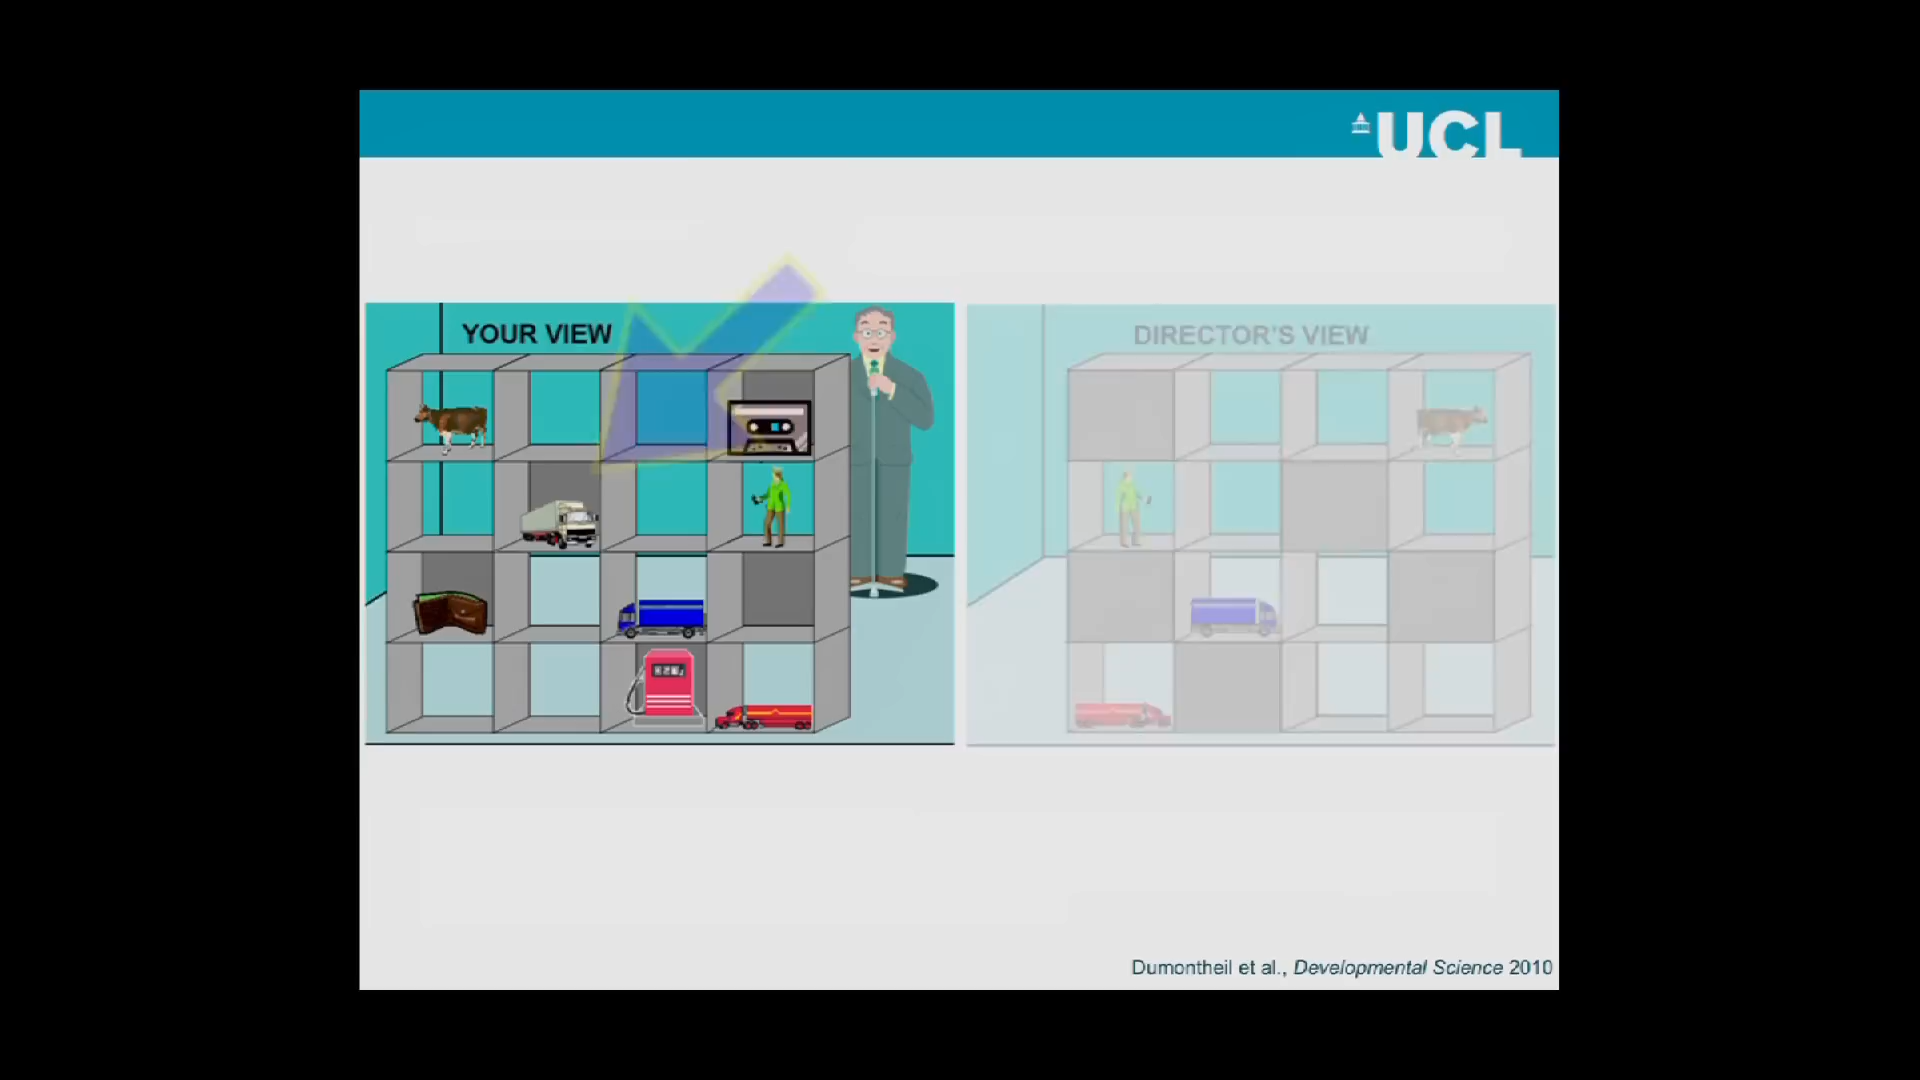 UCL
YOUR VIEW
DIRECTOR'S VIEW
Dumontheil et al., Developmental Science 2010